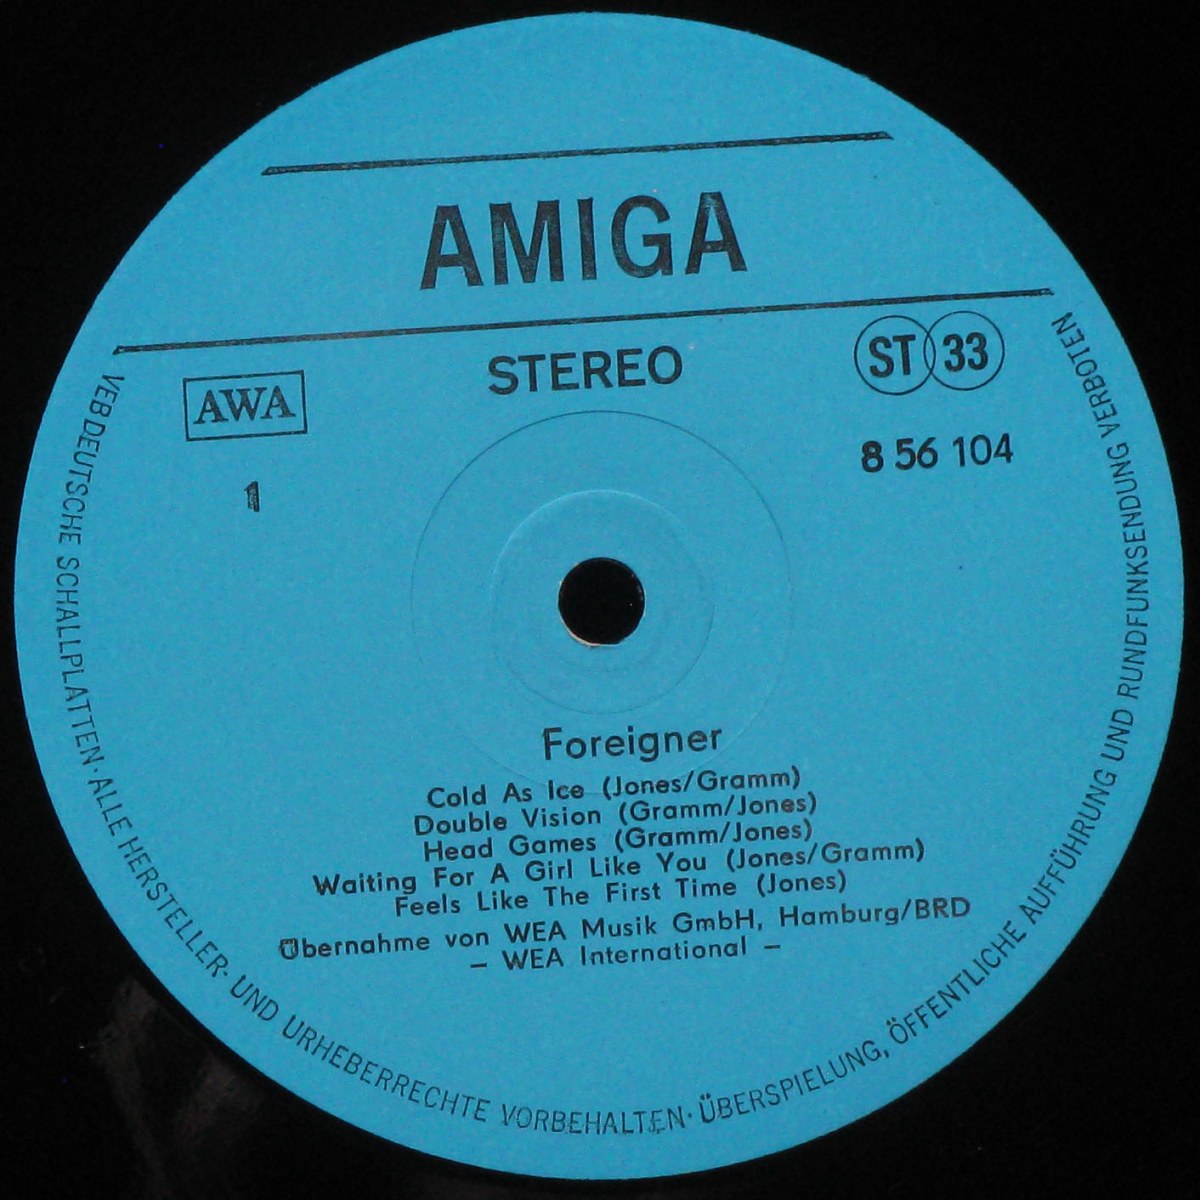 AMIGA
STEREO
ST 33
AWA
8 56 104
1
Foreigner
Cold As Ice (Jones/Gramm)
Double Vision (Gramm/Jones)
Head Games (Gramm/Jones)
Waiting For A Girl Like You (Jones/Gramm)
Feels Like The First Time (Jones)
Übernahme von WEA Musik GmbH, Hamburg/BRD
– WEA International –
VEB DEUTSCHE SCHALLPLATTEN · ALLE HERSTELLER- UND URHEBERRECHTE VORBEHALTEN · ÜBERSPIELUNG, ÖFFENTLICHE AUFFÜHRUNG UND RUNDFUNKSENDUNG VERBOTEN